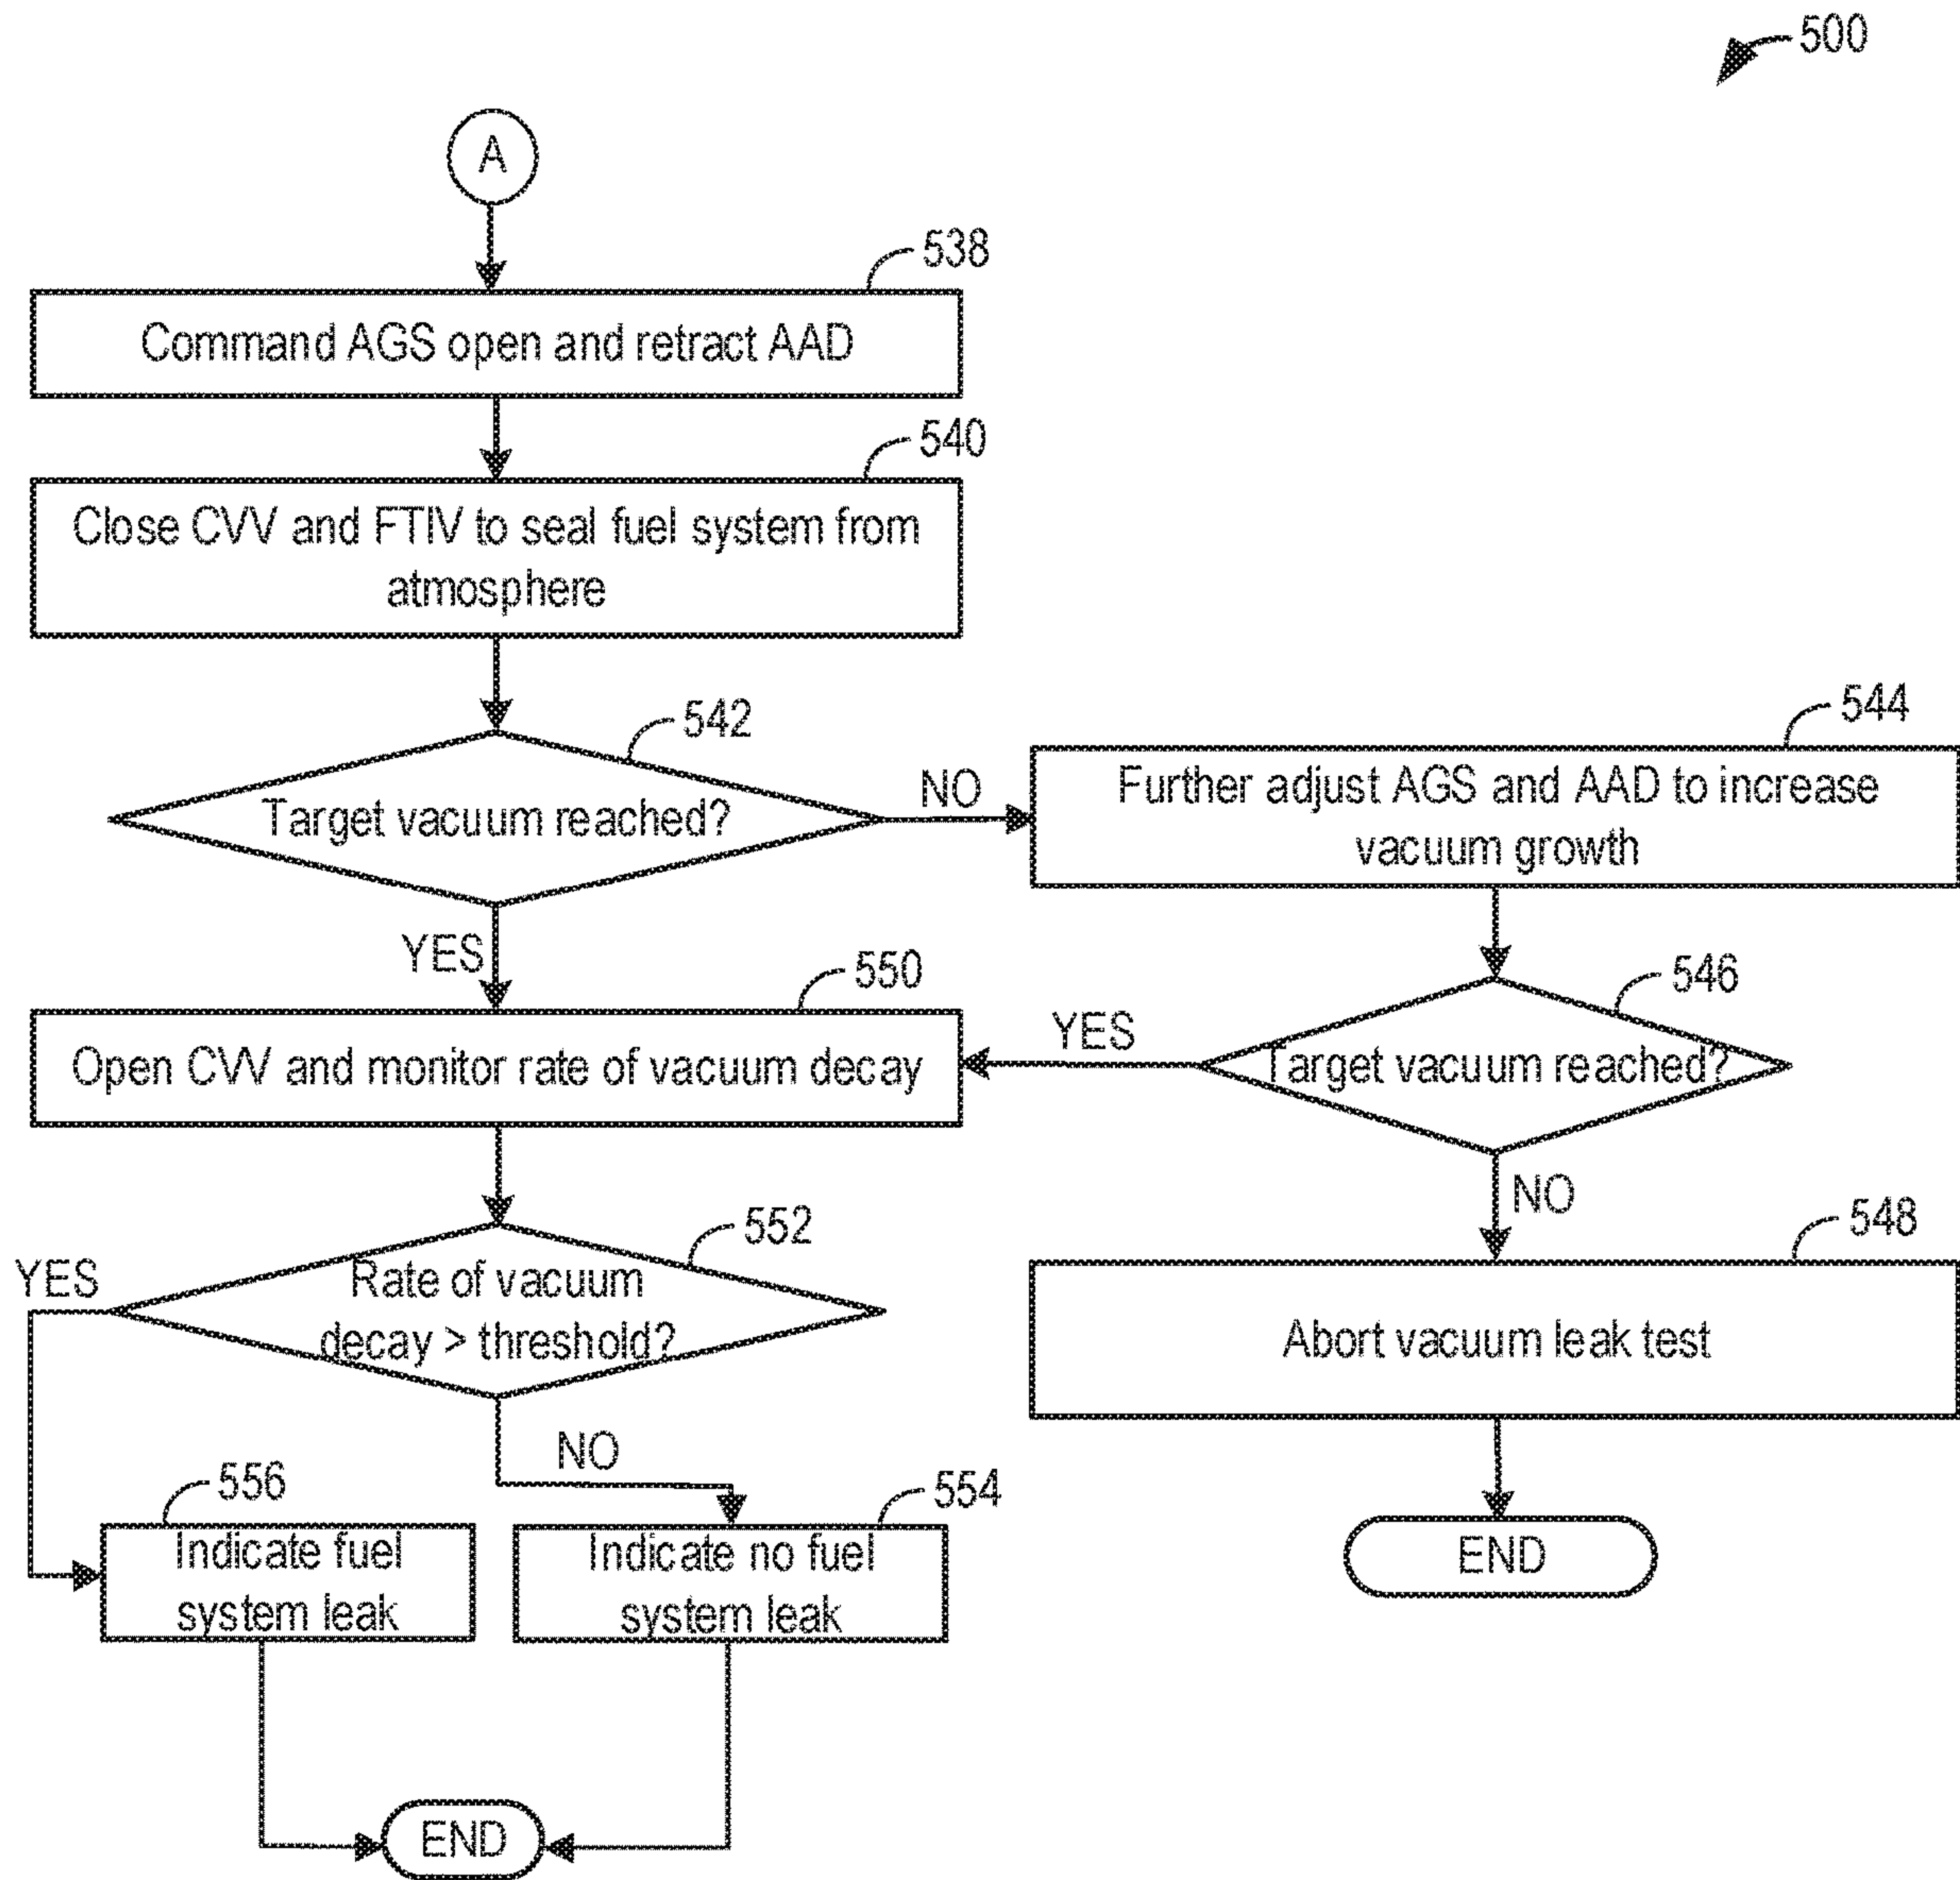 500
A
538
Command AGS open and retract AAD
540
Close CVV and FTIV to seal fuel system from
atmosphere
542
Target vacuum reached?
NO
544
Further adjust AGS and AAD to increase
vacuum growth
YES
550
Open CVV and monitor rate of vacuum decay
YES
546
Target vacuum reached?
NO
548
Abort vacuum leak test
END
552
Rate of vacuum
decay > threshold?
YES
NO
556
Indicate fuel
system leak
554
Indicate no fuel
system leak
END